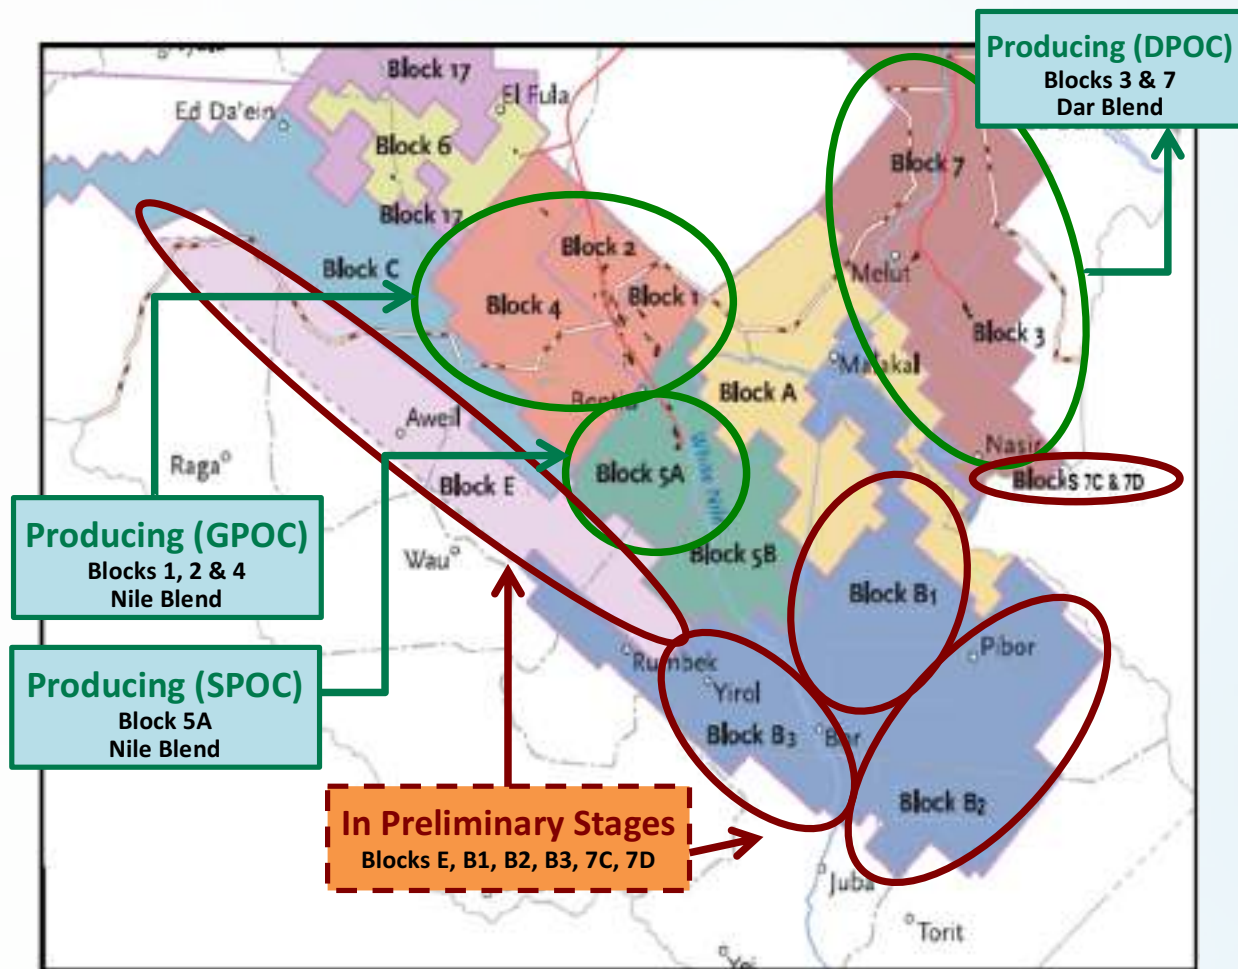 Producing (DPOC)
Blocks 3 & 7
Dar Blend
Block 17
El Fula
Ed Da'ein
Block 6
Block 7
Block 17
Block 2
Block C
Melut
Block 4
Block 1
Block 3
Malakal
Block A
Bentiu
Aweil
Nasir
Raga
Block 5A
White Nile
Blocks 7C & 7D
Block E
Producing (GPOC)
Blocks 1, 2 & 4
Nile Blend
Wau
Block 5B
Block B1
Pibor
Rumbek
Producing (SPOC)
Block 5A
Nile Blend
Yirol
Block B3
Bor
Block B2
In Preliminary Stages
Blocks E, B1, B2, B3, 7C, 7D
Juba
Torit
Yei